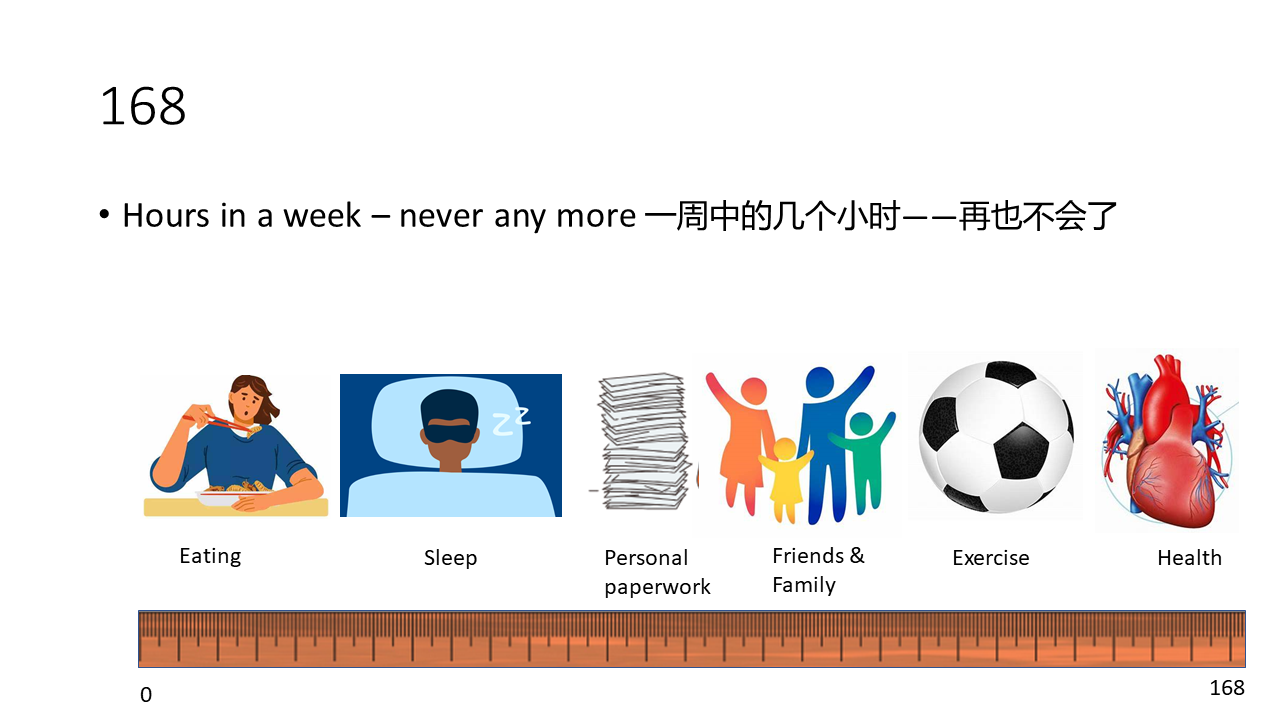 168
• Hours in a week – never any more 一周中的几个小时——再也不会了
zz
Eating
Sleep
Personal
paperwork
Friends &
Family
Exercise
Health
0
168